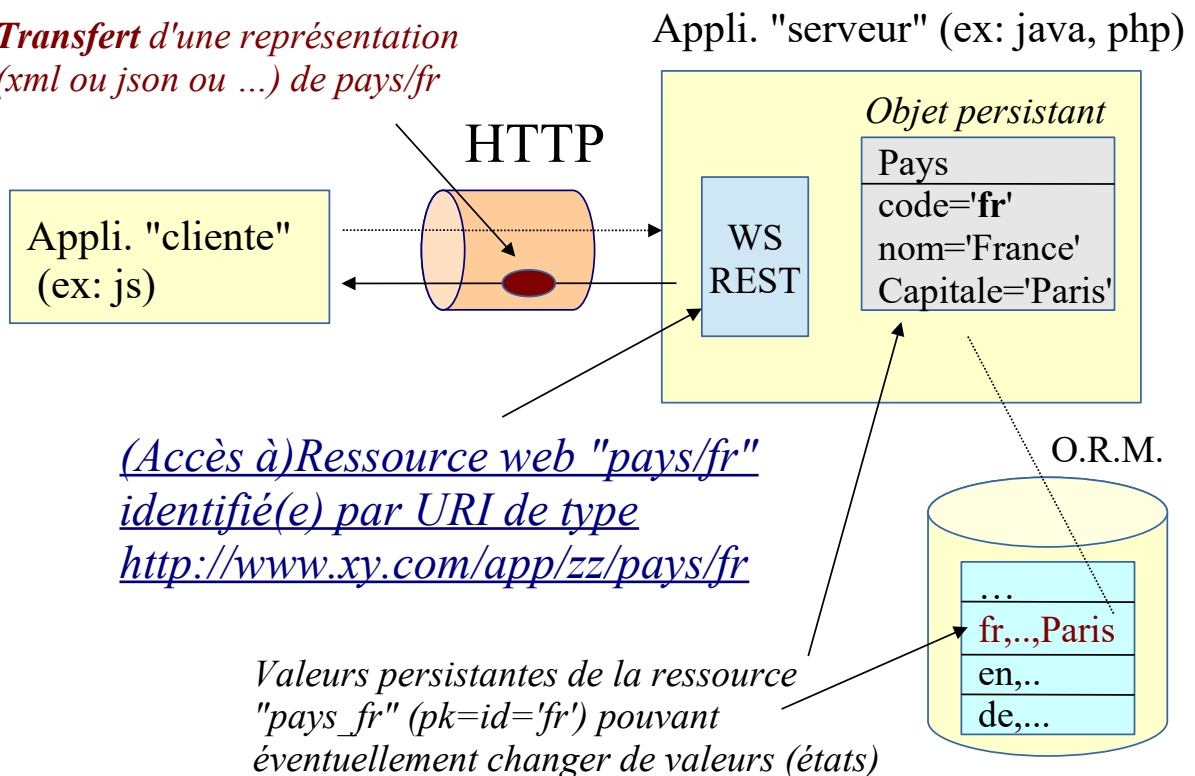 Transfert d'une représentation
(xml ou json ou …) de pays/fr
Appli. "serveur" (ex: java, php)
HTTP
Objet persistant
Pays
code='fr'
nom='France'
Capitale='Paris'
Appli. "cliente"
(ex: js)
WS
REST
(Accès à)Ressource web "pays/fr"
identifié(e) par URI de type
http://www.xy.com/app/zz/pays/fr
O.R.M.
…
fr,..,Paris
en,..
de,...
Valeurs persistantes de la ressource
"pays_fr" (pk=id='fr') pouvant
éventuellement changer de valeurs (états)